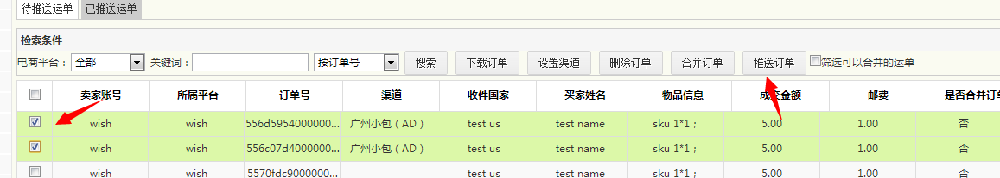 待推送运单 已推送运单
检索条件
电商平台： 全部 关键词： 按订单号 搜索 下载订单 设置渠道 删除订单 合并订单 推送订单 筛选可以合并的运单
卖家账号 所属平台 订单号 渠道 收件国家 买家姓名 物品信息 成交金额 邮费 是否合并订单
wish wish 556d5954000000... 广州小包（AD） test us test name sku 1*1； 5.00 1.00 否
wish wish 556c07d4000000... 广州小包（AD） test us test name sku 1*1； 5.00 1.00 否
wish wish 5570fdc9000000... test us test name sku 1*1； 5.00 1.00 否